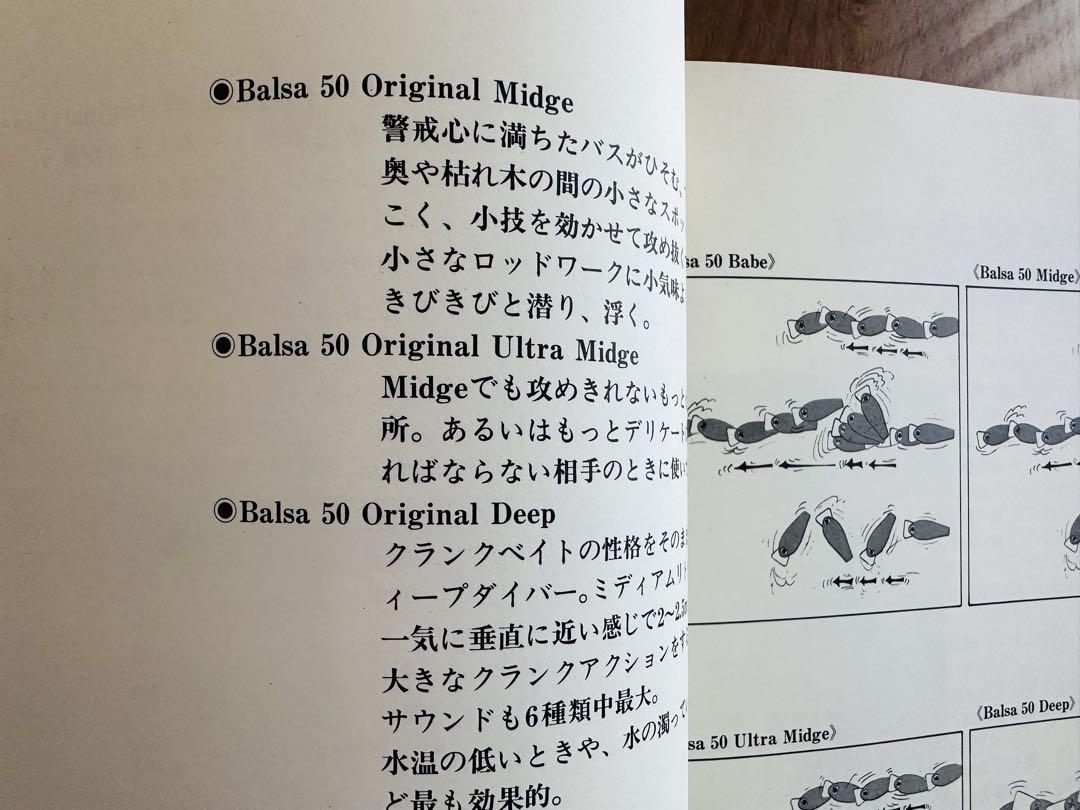 ◉Balsa 50 Original Midge
警戒心に満ちたバスがひそむ、
奥や枯れ木の間の小さなスポッ
こく、小技を効かせて攻め抜く
小さなロッドワークに小気味よ
きびきびと潜り、浮く。
◉Balsa 50 Original Ultra Midge
Midgeでも攻めきれないもっと
所。あるいはもっとデリケート
ればならない相手のときに使い
◉Balsa 50 Original Deep
クランクベイトの性格をそのまま
ィープダイバー。ミディアムリト
一気に垂直に近い感じで2〜2.5m
大きなクランクアクションをす
サウンドも6種類中最大。
水温の低いときや、水の濁って
ど最も効果的。
sa 50 Babe》
《Balsa 50 Midge》
sa 50 Ultra Midge》
《Balsa 50 Deep》